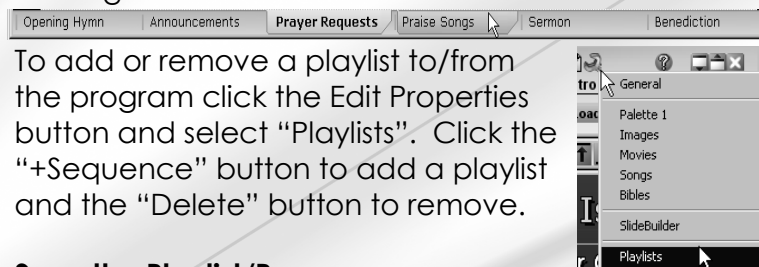 Opening Hymn Announcements Prayer Requests Praise Songs Sermon Benediction
To add or remove a playlist to/from
the program click the Edit Properties
button and select “Playlists”. Click the
“+Sequence” button to add a playlist
and the “Delete” button to remove.
General
Palette 1
Images
Movies
Songs
Bibles
SlideBuilder
Playlists